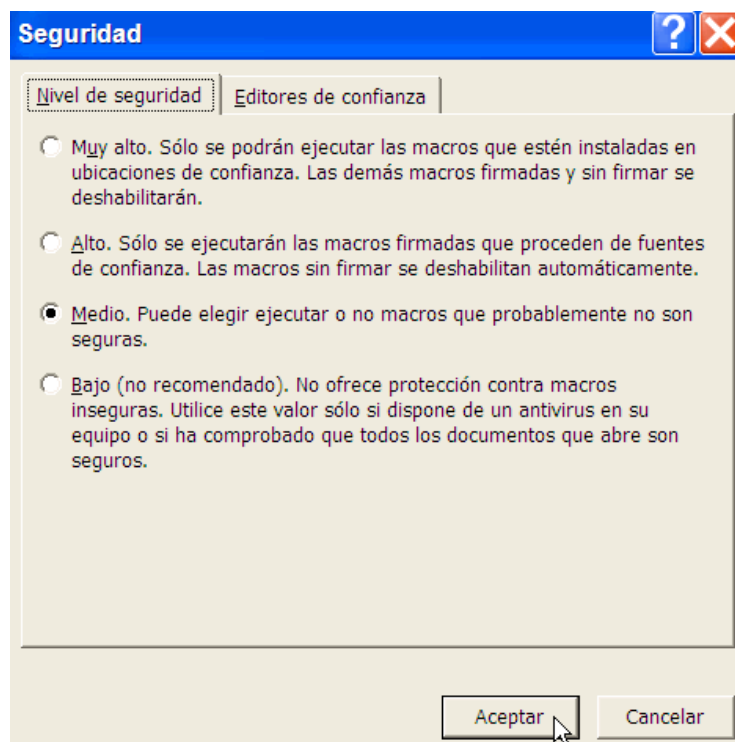 Seguridad
Nivel de seguridad
Editores de confianza
Muy alto. Sólo se podrán ejecutar las macros que estén instaladas en
ubicaciones de confianza. Las demás macros firmadas y sin firmar se
deshabilitarán.
Alto. Sólo se ejecutarán las macros firmadas que proceden de fuentes
de confianza. Las macros sin firmar se deshabilitan automáticamente.
Medio. Puede elegir ejecutar o no macros que probablemente no son
seguras.
Bajo (no recomendado). No ofrece protección contra macros
inseguras. Utilice este valor sólo si dispone de un antivirus en su
equipo o si ha comprobado que todos los documentos que abre son
seguros.
Aceptar
Cancelar